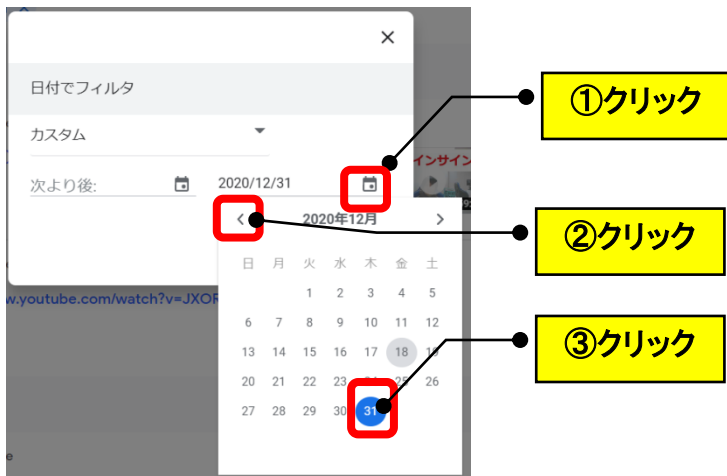 日付でフィルタ
カスタム
次より後: 2020/12/31
①クリック
インサイン
2020年12月
②クリック
日 月 火 水 木 金 土
1 2 3 4 5
w.youtube.com/watch?v=JXOR
6 7 8 9 10 11 12
13 14 15 16 17 18 19
③クリック
20 21 22 23 24 25 26
27 28 29 30 31
e